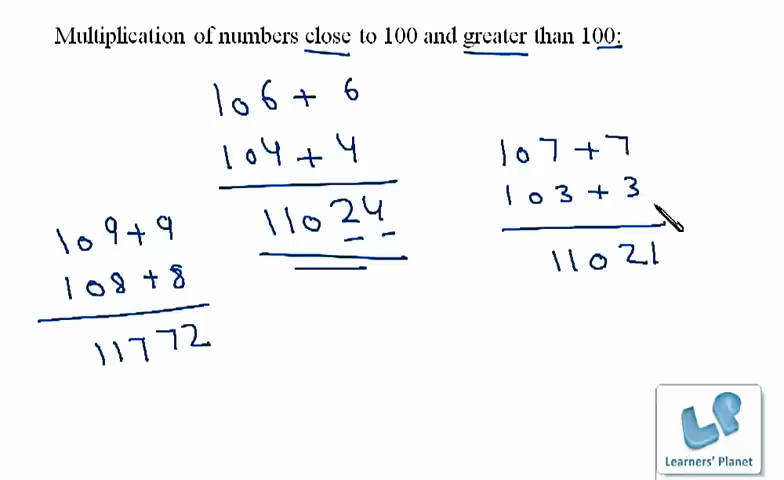 Multiplication of numbers close to 100 and greater than 100:
106 + 6
104 + 4
11024
107 + 7
103 + 3
11021
109 + 9
108 + 8
11772
LP
Learners' Planet